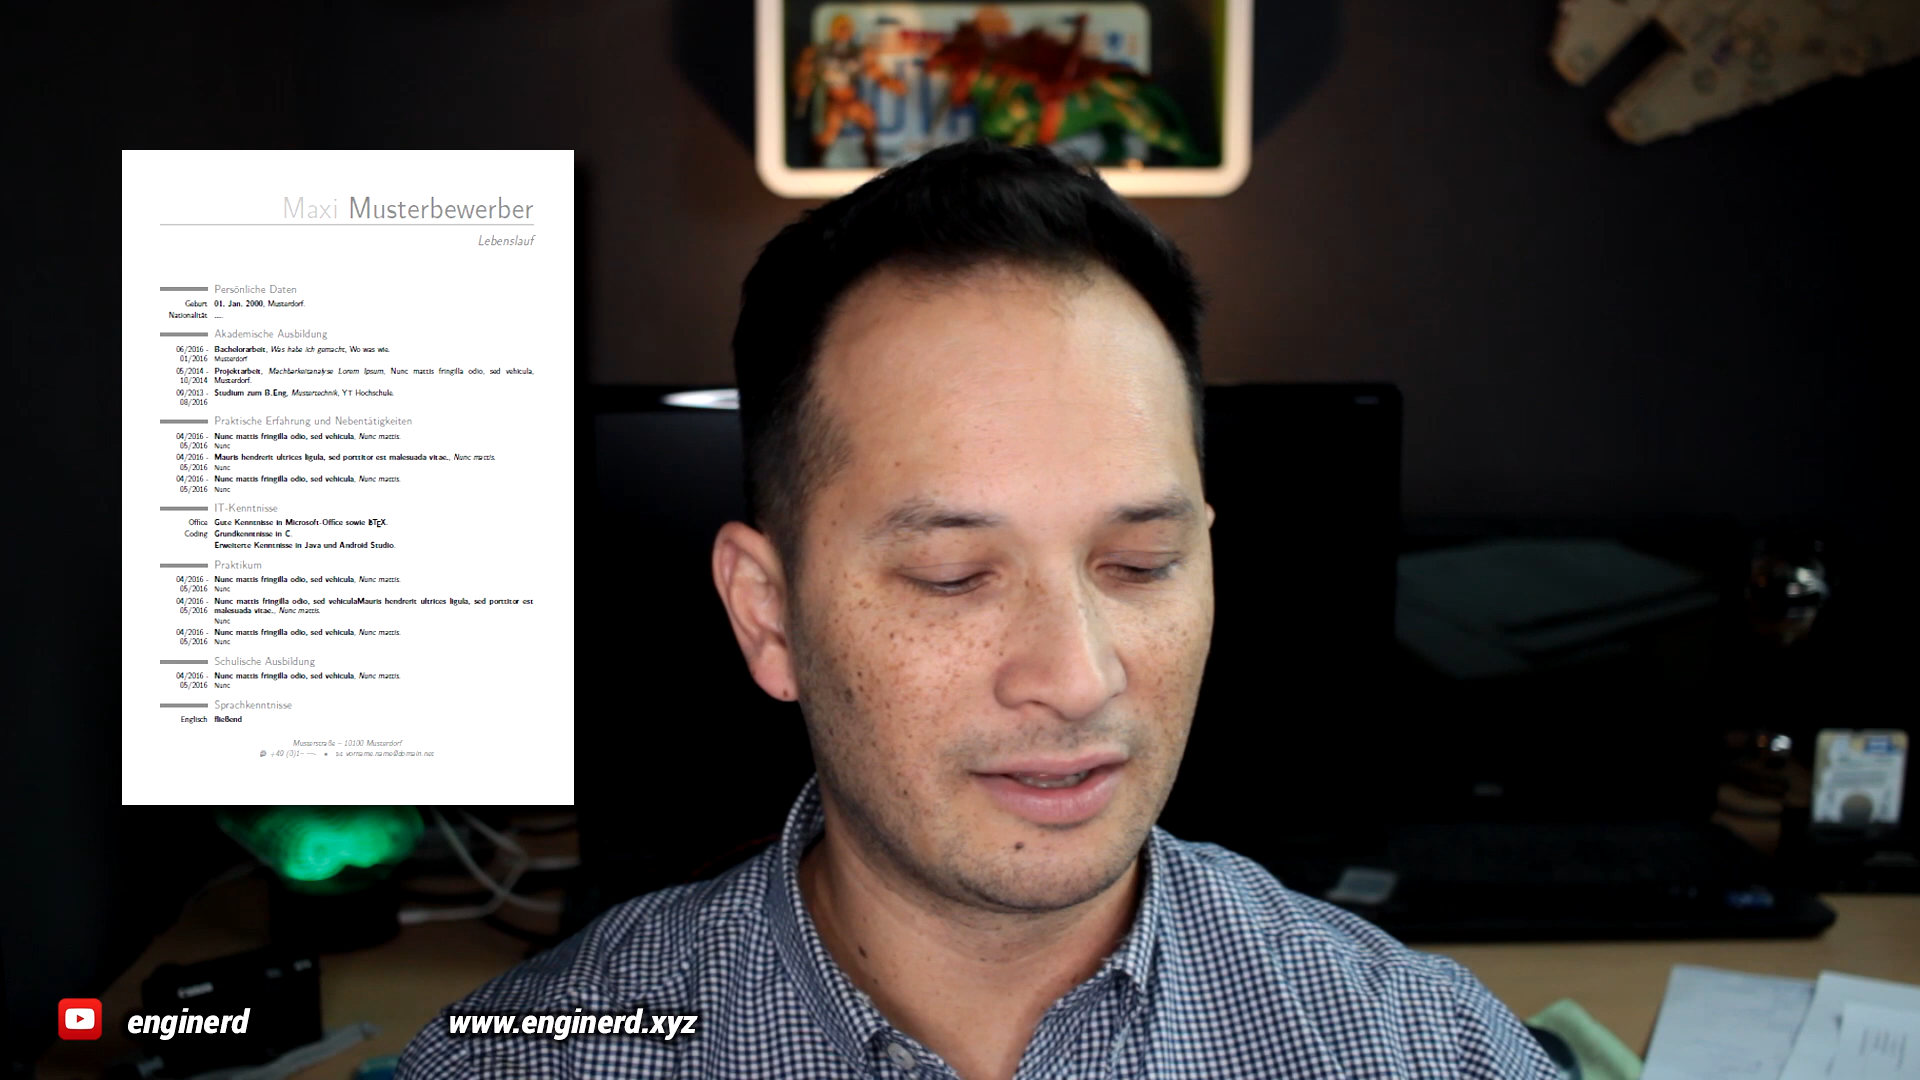 Maxi Musterbewerber
Lebenslauf
Persönliche Daten
Geburt 01. Jan. 2000, Musterdorf.
Nationalität ....
Akademische Ausbildung
06/2016 - Bachelorarbeit, Was habe ich gemacht, Wo was wie.
01/2016 Musterdorf
05/2014 - Projektarbeit, Machbarkeitanalyse Lorem Ipsum, Nunc mattis fringilla odio, sed vehicula,
10/2014 Musterdorf.
09/2013 - Studium zum B.Eng, Mustertechnik, YT Hochschule.
08/2016
Praktische Erfahrung und Nebentätigkeiten
04/2016 - Nunc mattis fringilla odio, sed vehicula, Nunc mattis.
05/2016 Nunc
04/2016 - Mauris hendrerit ultrices ligula, sed porttitor est malesuada vitae., Nunc mattis.
05/2016 Nunc
04/2016 - Nunc mattis fringilla odio, sed vehicula, Nunc mattis.
05/2016 Nunc
IT-Kenntnisse
Office Gute Kenntnisse in Microsoft-Office sowie LATEX.
Coding Grundkenntnisse in C.
Erweiterte Kenntnisse in Java und Android Studio.
Praktikum
04/2016 - Nunc mattis fringilla odio, sed vehicula, Nunc mattis.
05/2016 Nunc
04/2016 - Nunc mattis fringilla odio, sed vehiculaMauris hendrerit ultrices ligula, sed porttitor est
05/2016 malesuada vitae., Nunc mattis.
Nunc
04/2016 - Nunc mattis fringilla odio, sed vehicula, Nunc mattis.
05/2016 Nunc
Schulische Ausbildung
04/2016 - Nunc mattis fringilla odio, sed vehicula, Nunc mattis.
05/2016 Nunc
Sprachkenntnisse
Englisch fließend
Musterstraße – 10100 Musterdorf
+49 (0)1 • vorname.name@domain.net
enginerd
www.enginerd.xyz